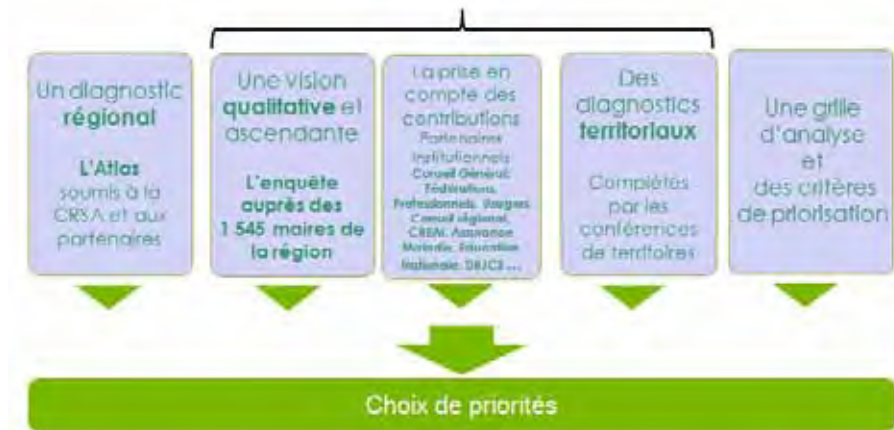 Un diagnostic
régional
L'Atlas
soumis à la
CRSA et aux
partenaires
Une vision
qualitative et
ascendante
L'enquête
auprès des
1 545 maires de
la région
La prise en
compte des
contributions
Partenaires
Institutionnels
Conseil Général,
Fédérations,
Professionnels, Usagers
Conseil régional,
CREAI, Assurance
Maladie, Education
Nationale, DRJCS ...
Des
diagnostics
territoriaux
Complétés
par les
conférences
de territoires
Une grille
d'analyse
et
des critères
de priorisation
Choix de priorités